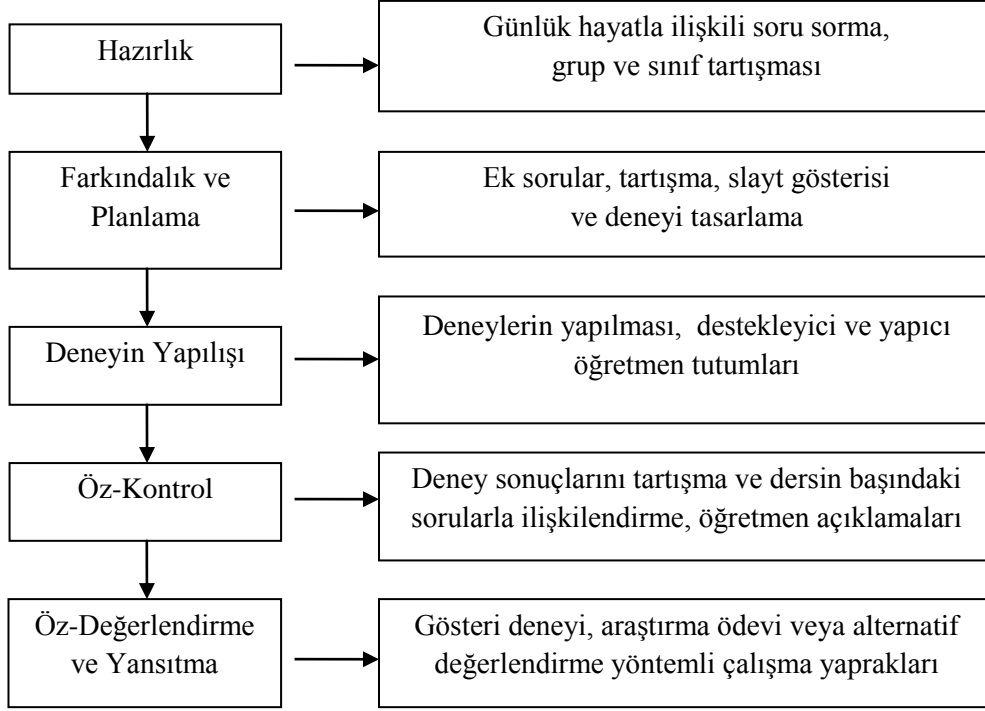 Hazırlık
Günlük hayatla ilişkili soru sorma,
grup ve sınıf tartışması
Farkındalık ve
Planlama
Ek sorular, tartışma, slayt gösterisi
ve deneyi tasarlama
Deneyin Yapılışı
Deneylerin yapılması, destekleyici ve yapıcı
öğretmen tutumları
Öz-Kontrol
Deney sonuçlarını tartışma ve dersin başındaki
sorularla ilişkilendirme, öğretmen açıklamaları
Öz-Değerlendirme
ve Yansıtma
Gösteri deneyi, araştırma ödevi veya alternatif
değerlendirme yöntemli çalışma yaprakları